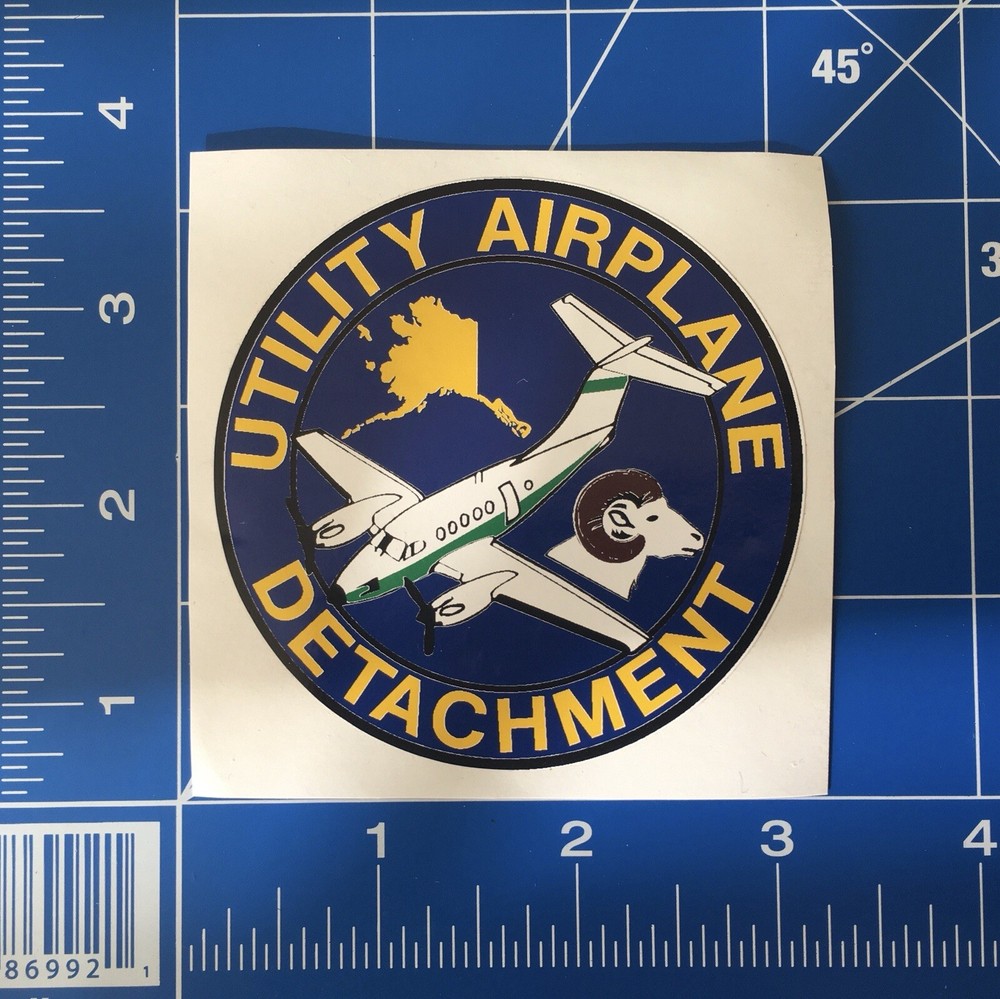 45°
4
3
3
2
1
UTILITY AIRPLANE
DETACHMENT
1 2 3 4
86992 1